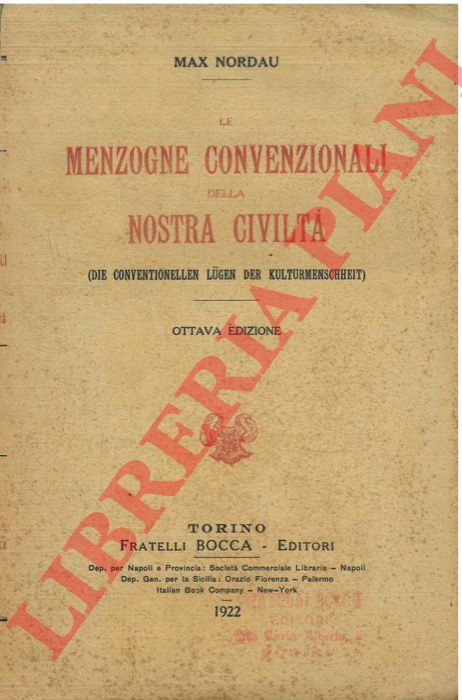 MAX NORDAU
LE
MENZOGNE CONVENZIONALI
DELLA
NOSTRA CIVILTÀ
(DIE CONVENTIONELLEN LÜGEN DER KULTURMENSCHHEIT)
OTTAVA EDIZIONE
TORINO
FRATELLI BOCCA - EDITORI
Dep. per Napoli e Provincia: Società Commerciale Libraria - Napoli
Dep. Gen. per la Sicilia: Orazio Fiorenza - Palermo
Italian Book Company - New-York
1922
LIBRERIA PIANI